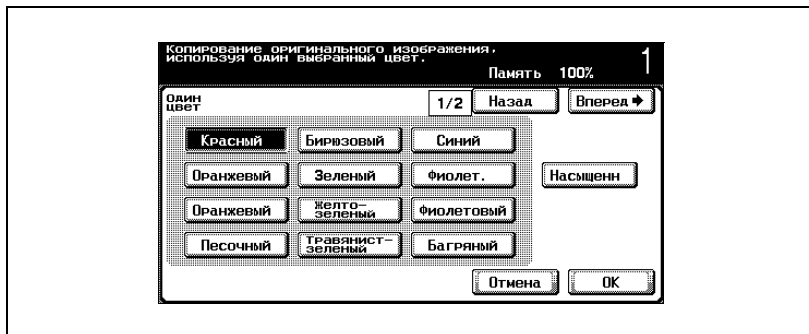 Копирование оригинального изображения,
используя один выбранный цвет.
Память 100%
1
Один
цвет
1/2 Назад Вперед
Красный Бирюзовый Синий
Оранжевый Зеленый Фиолет. Насыщенн
Оранжевый Желто-
зеленый Фиолетовый
Песочный Травянист-
зеленый Багряный
Отмена OK